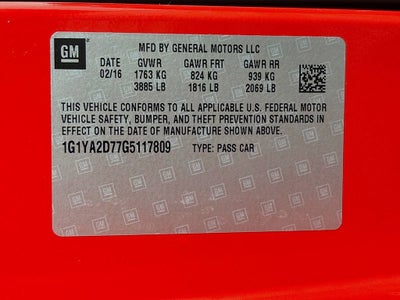 GM
MFD BY GENERAL MOTORS LLC
DATE GVWR GAWR FRT GAWR RR
02/16 1763 KG 824 KG 939 KG
3885 LB 1816 LB 2069 LB
THIS VEHICLE CONFORMS TO ALL APPLICABLE U.S. FEDERAL MOTOR
VEHICLE SAFETY, BUMPER, AND THEFT PREVENTION STANDARDS IN
EFFECT ON THE DATE OF MANUFACTURE SHOWN ABOVE.
1G1YA2D77G5117809 TYPE: PASS CAR